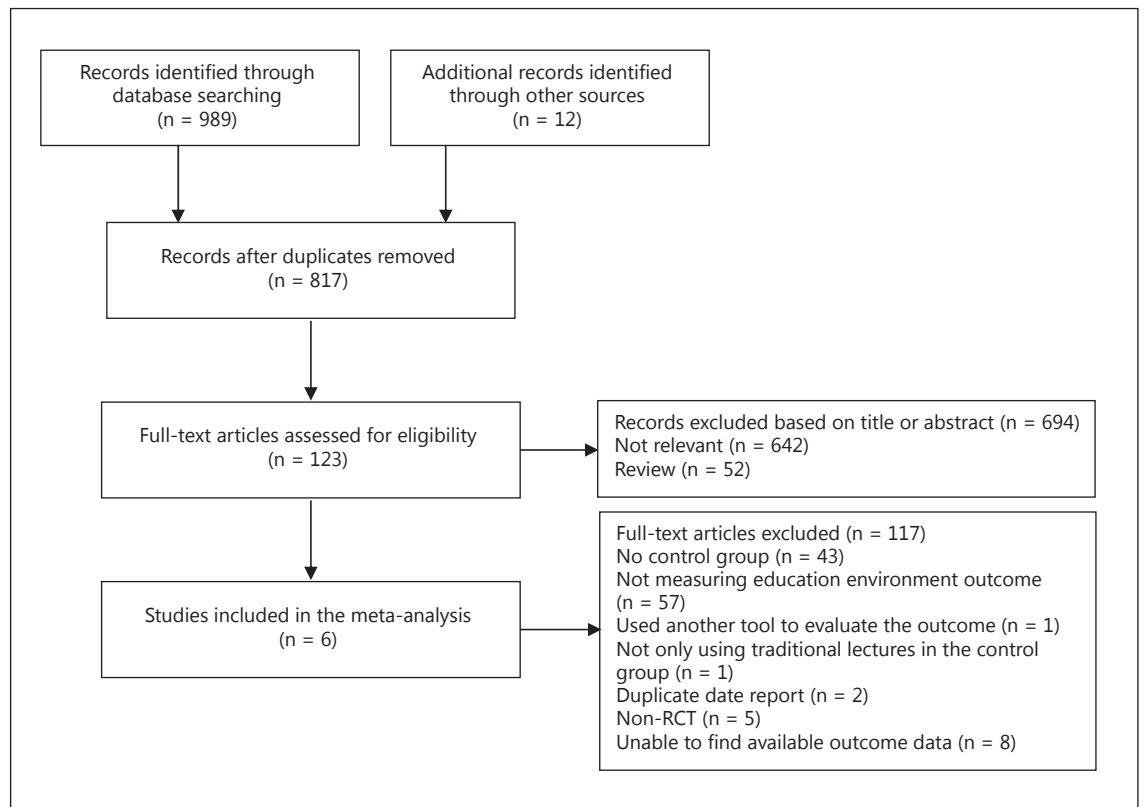 Records identified through
database searching
(n = 989)
Additional records identified
through other sources
(n = 12)
Records after duplicates removed
(n = 817)
Full-text articles assessed for eligibility
(n = 123)
Records excluded based on title or abstract (n = 694)
Not relevant (n = 642)
Review (n = 52)
Studies included in the meta-analysis
(n = 6)
Full-text articles excluded (n = 117)
No control group (n = 43)
Not measuring education environment outcome
(n = 57)
Used another tool to evaluate the outcome (n = 1)
Not only using traditional lectures in the control
group (n = 1)
Duplicate date report (n = 2)
Non-RCT (n = 5)
Unable to find available outcome data (n = 8)